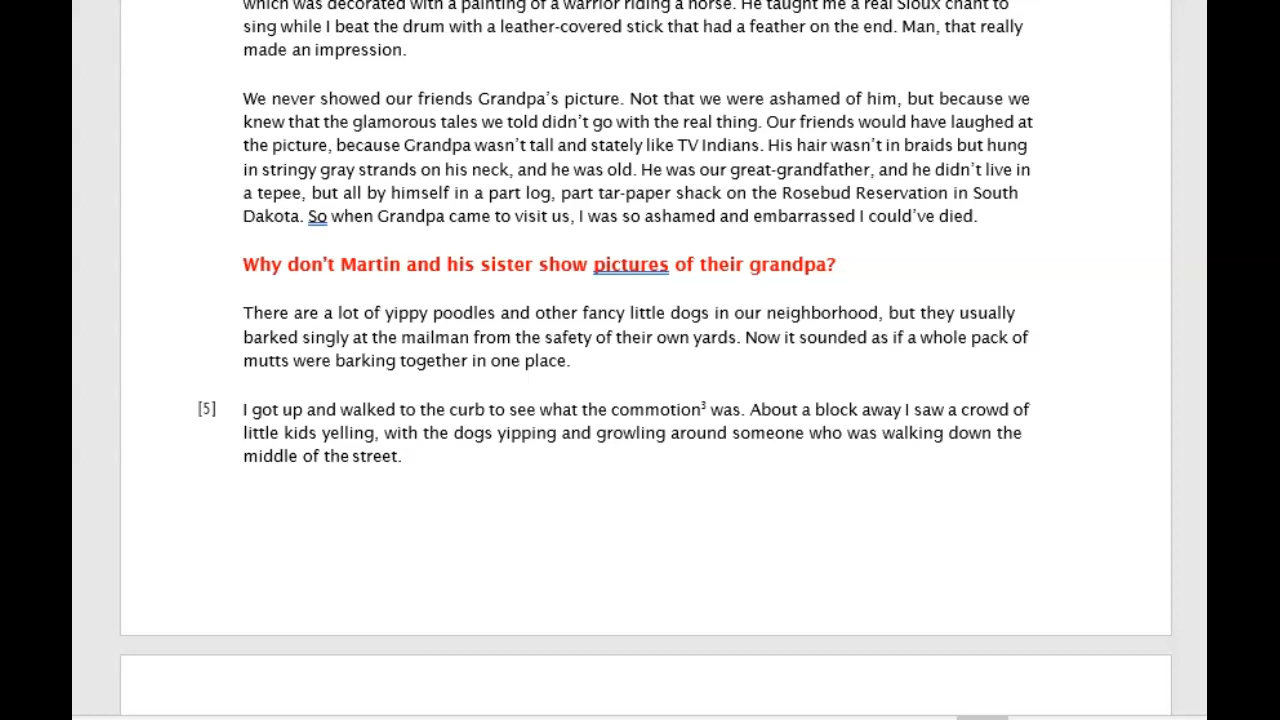 which was decorated with a painting of a warrior riding a horse. He taught me a real Sioux chant to
sing while I beat the drum with a leather-covered stick that had a feather on the end. Man, that really
made an impression.
We never showed our friends Grandpa’s picture. Not that we were ashamed of him, but because we
knew that the glamorous tales we told didn’t go with the real thing. Our friends would have laughed at
the picture, because Grandpa wasn’t tall and stately like TV Indians. His hair wasn’t in braids but hung
in stringy gray strands on his neck, and he was old. He was our great-grandfather, and he didn’t live in
a tepee, but all by himself in a part log, part tar-paper shack on the Rosebud Reservation in South
Dakota. So when Grandpa came to visit us, I was so ashamed and embarrassed I could’ve died.
Why don’t Martin and his sister show pictures of their grandpa?
There are a lot of yippy poodles and other fancy little dogs in our neighborhood, but they usually
barked singly at the mailman from the safety of their own yards. Now it sounded as if a whole pack of
mutts were barking together in one place.
[5] I got up and walked to the curb to see what the commotion³ was. About a block away I saw a crowd of
little kids yelling, with the dogs yipping and growling around someone who was walking down the
middle of the street.